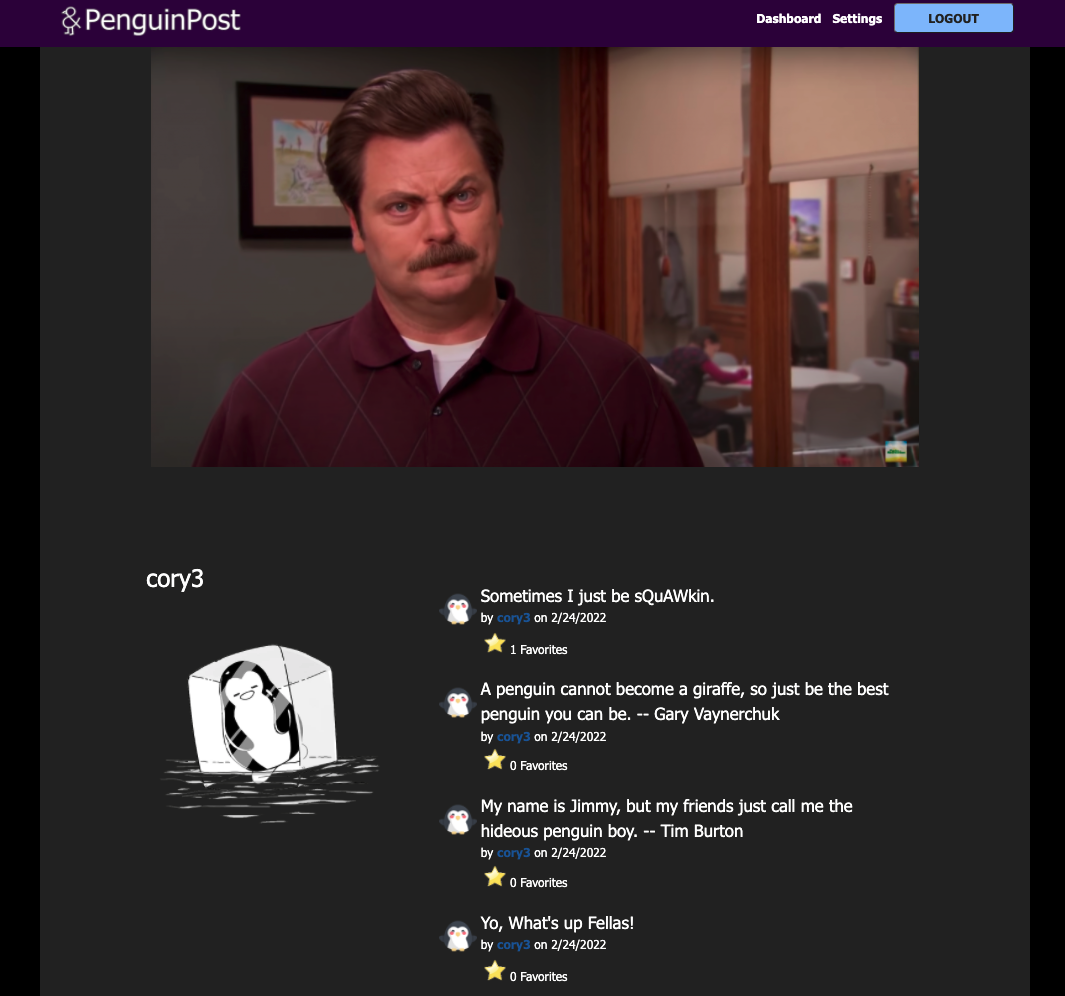 PenguinPost
Dashboard Settings LOGOUT
cory3
Sometimes I just be sQuAWkin.
by cory3 on 2/24/2022
1 Favorites
A penguin cannot become a giraffe, so just be the best
penguin you can be. -- Gary Vaynerchuk
by cory3 on 2/24/2022
0 Favorites
My name is Jimmy, but my friends just call me the
hideous penguin boy. -- Tim Burton
by cory3 on 2/24/2022
0 Favorites
Yo, What's up Fellas!
by cory3 on 2/24/2022
0 Favorites